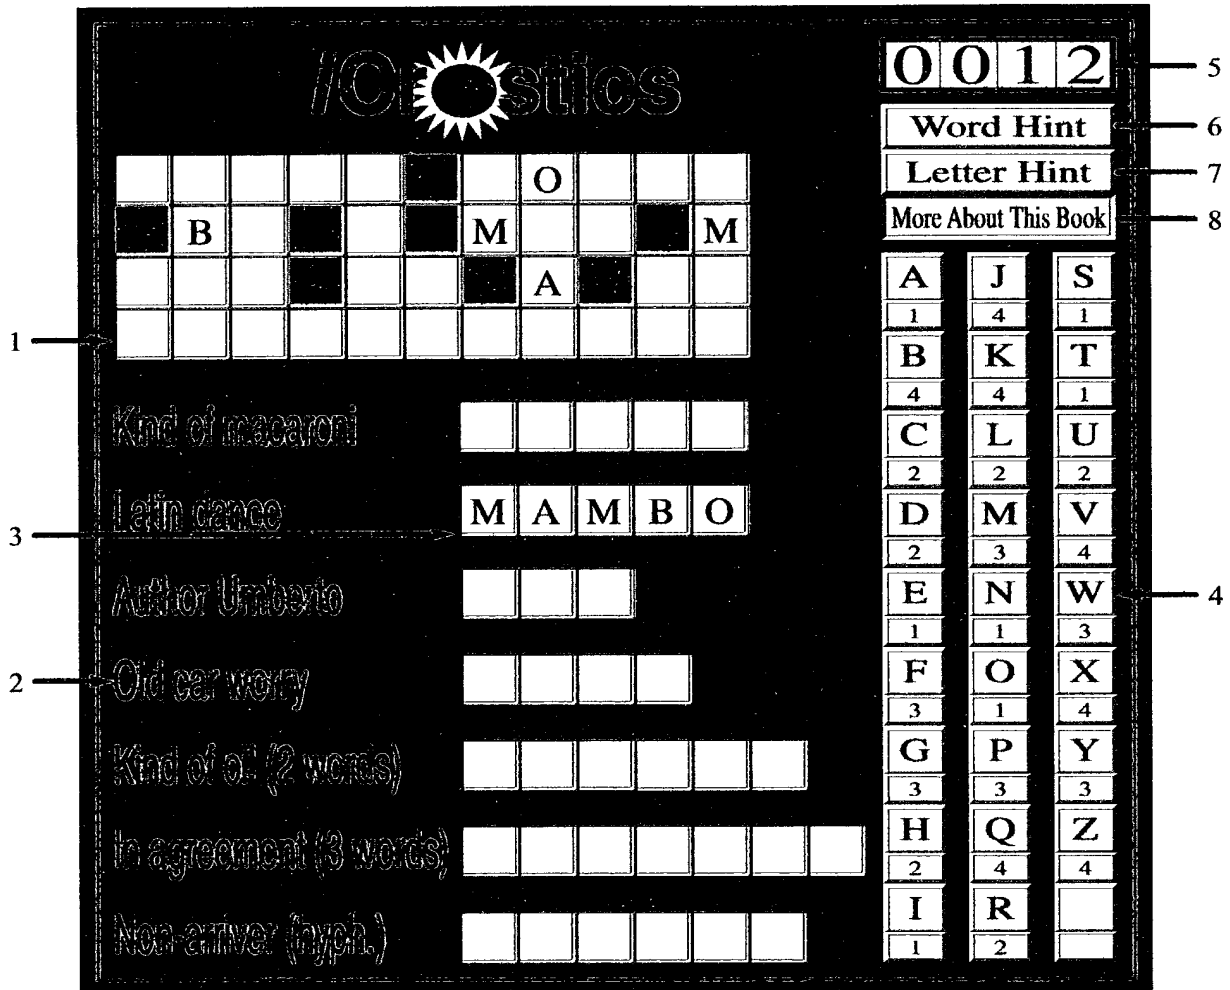 iCrostics
0012
5
Word Hint
6
Letter Hint
7
More About This Book
8
O
B M M
A
1
Kind of macaroni
Latin dance
M A M B O
3
Author Umberto
2
Old car worry
Kind of oil (2 words)
In agreement (3 words)
Non-arriver (hyph.)
A J S
1 4 1
B K T
4 4 1
C L U
2 2 2
D M V
2 3 4
E N W
4
1 1 3
F O X
3 1 4
G P Y
3 3 3
H Q Z
2 4 4
I R
1 2